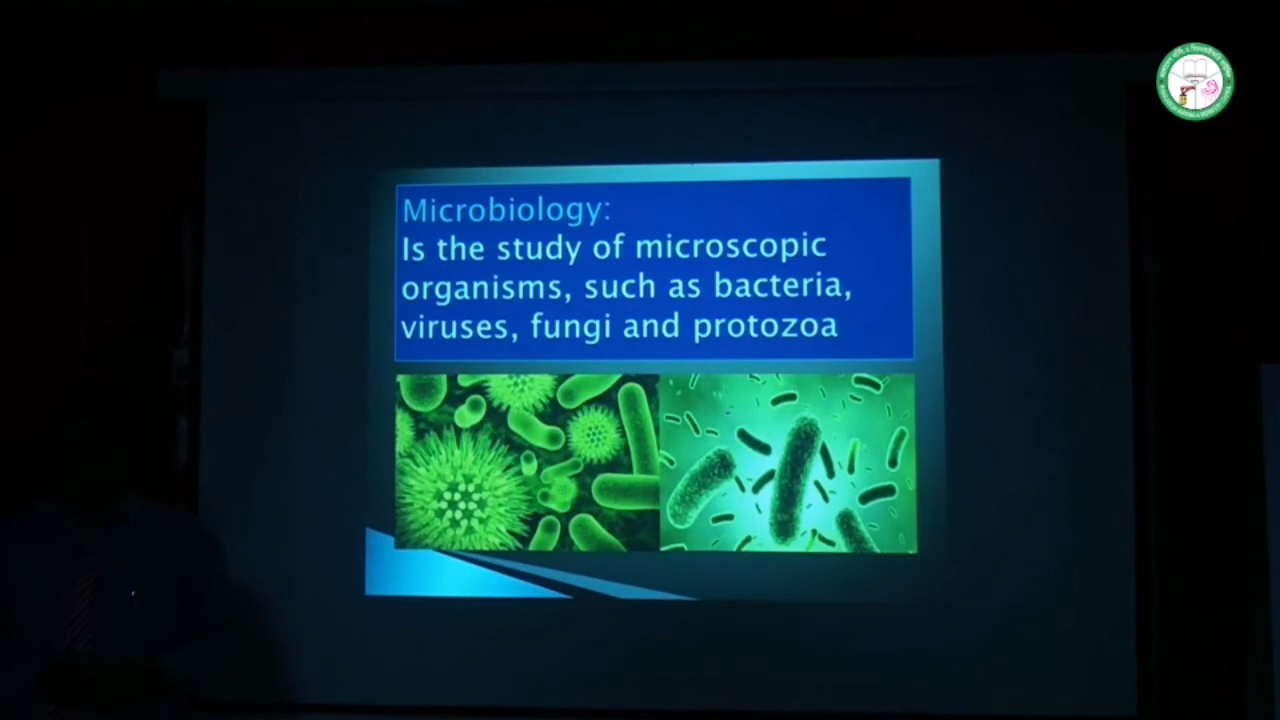 Microbiology:
Is the study of microscopic
organisms, such as bacteria,
viruses, fungi and protozoa